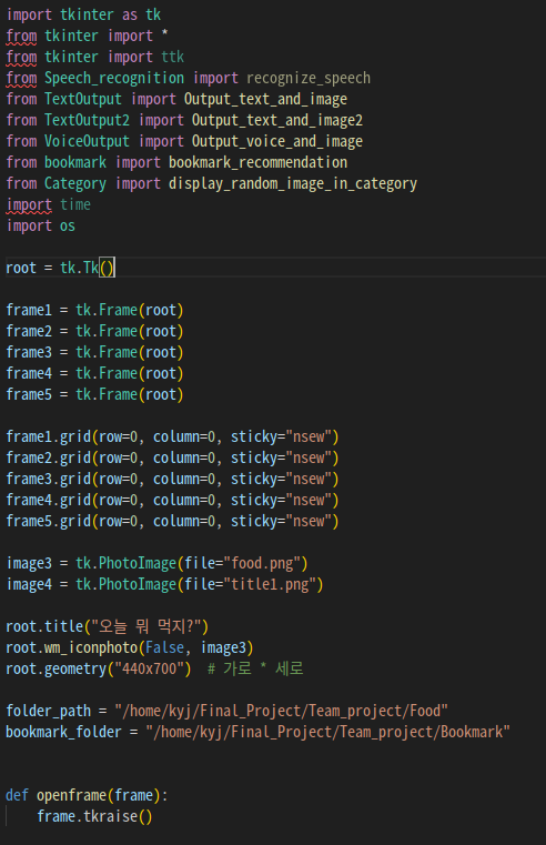 import tkinter as tk
from tkinter import *
from tkinter import ttk
from Speech_recognition import recognize_speech
from TextOutput import Output_text_and_image
from TextOutput2 import Output_text_and_image2
from VoiceOutput import Output_voice_and_image
from bookmark import bookmark_recommendation
from Category import display_random_image_in_category
import time
import os
root = tk.Tk()
frame1 = tk.Frame(root)
frame2 = tk.Frame(root)
frame3 = tk.Frame(root)
frame4 = tk.Frame(root)
frame5 = tk.Frame(root)
frame1.grid(row=0, column=0, sticky="nsew")
frame2.grid(row=0, column=0, sticky="nsew")
frame3.grid(row=0, column=0, sticky="nsew")
frame4.grid(row=0, column=0, sticky="nsew")
frame5.grid(row=0, column=0, sticky="nsew")
image3 = tk.PhotoImage(file="food.png")
image4 = tk.PhotoImage(file="title1.png")
root.title("오늘 뭐 먹지?")
root.wm_iconphoto(False, image3)
root.geometry("440x700")  # 가로 * 세로
folder_path = "/home/kyj/Final_Project/Team_project/Food"
bookmark_folder = "/home/kyj/Final_Project/Team_project/Bookmark"
def openframe(frame):
    frame.tkraise()